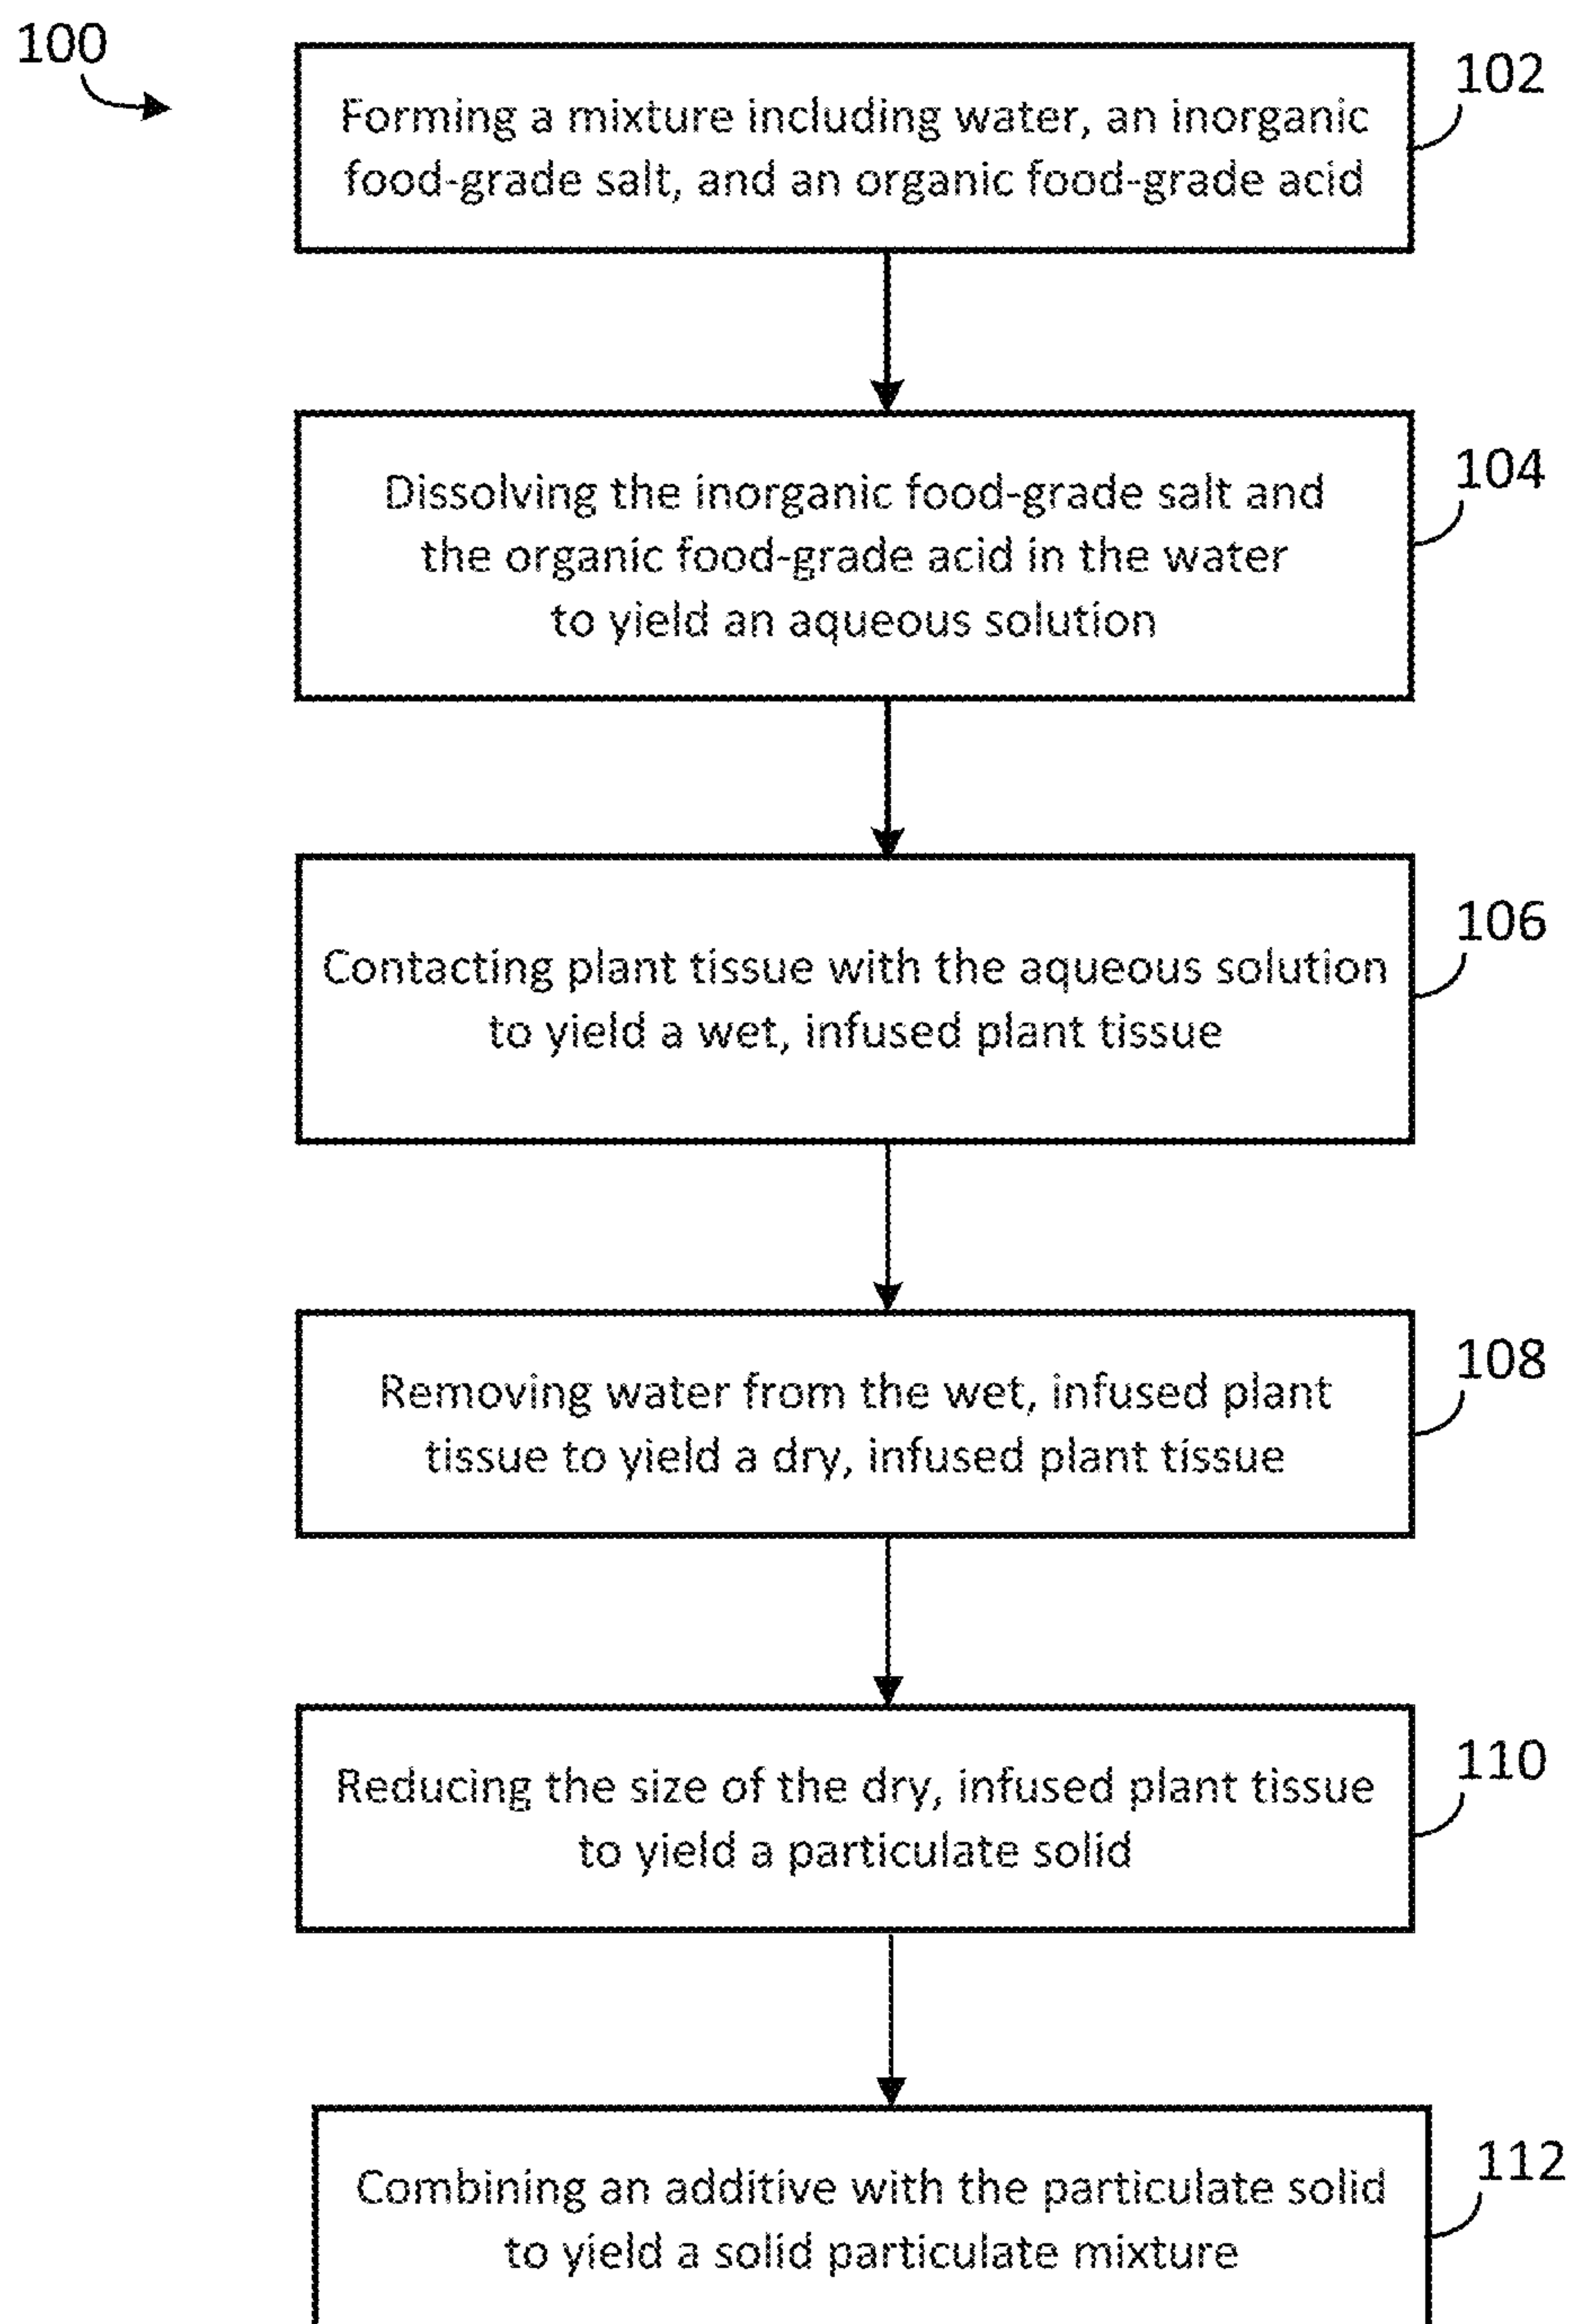 100
102
Forming a mixture including water, an inorganic
food-grade salt, and an organic food-grade acid
104
Dissolving the inorganic food-grade salt and
the organic food-grade acid in the water
to yield an aqueous solution
106
Contacting plant tissue with the aqueous solution
to yield a wet, infused plant tissue
108
Removing water from the wet, infused plant
tissue to yield a dry, infused plant tissue
110
Reducing the size of the dry, infused plant tissue
to yield a particulate solid
112
Combining an additive with the particulate solid
to yield a solid particulate mixture